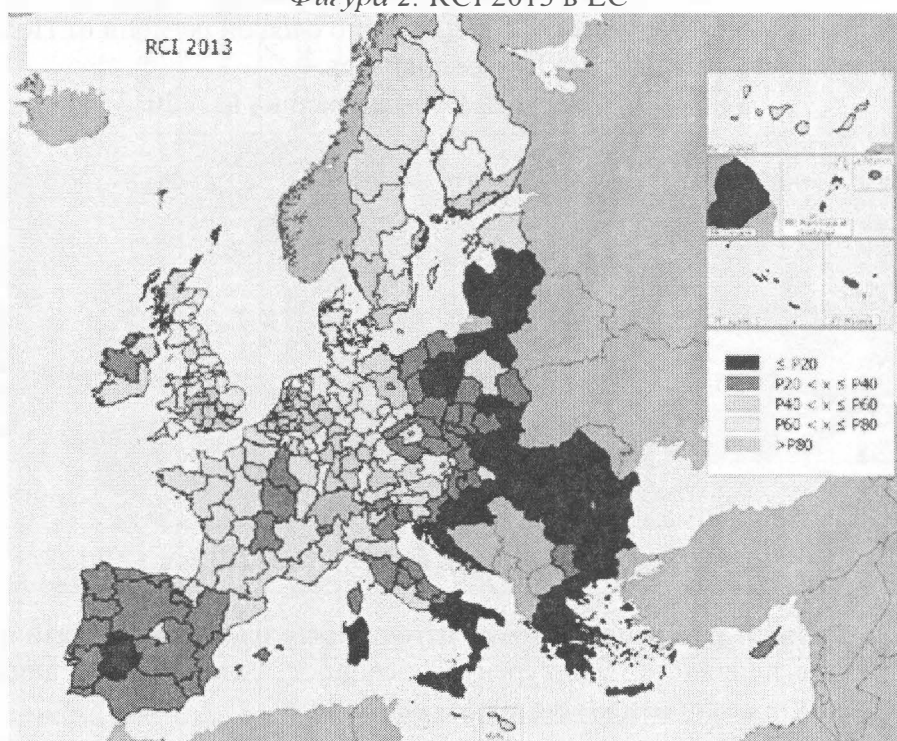 Фигура 2. RCI 2013 в ЕС
RCI 2013
≤ P20
P20 < x ≤ P40
P40 < x ≤ P60
P60 < x ≤ P80
>P80